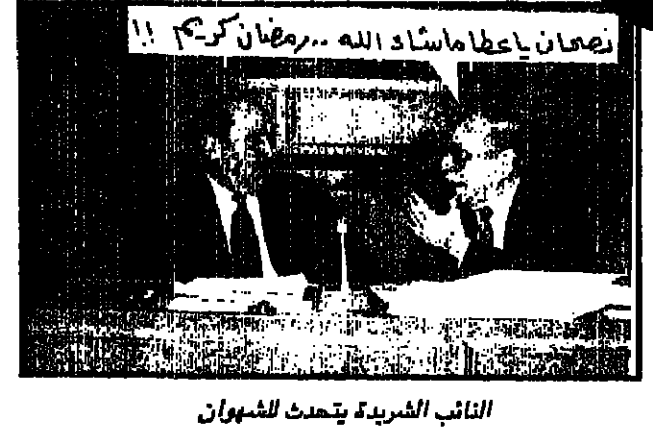 نصحان يا عطا ماشاء الله .. رمضان كريم !!
النائب الشريدة يتحدث للشهوان